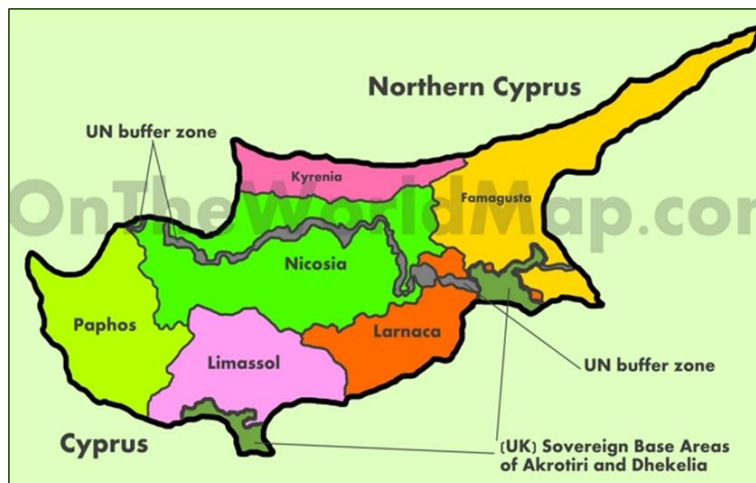 Northern Cyprus
UN buffer zone
Kyrenia
OnTheWorldMap.com
Famagusta
Nicosia
Paphos
Larnaca
Limassol
UN buffer zone
Cyprus
(UK) Sovereign Base Areas
of Akrotiri and Dhekelia